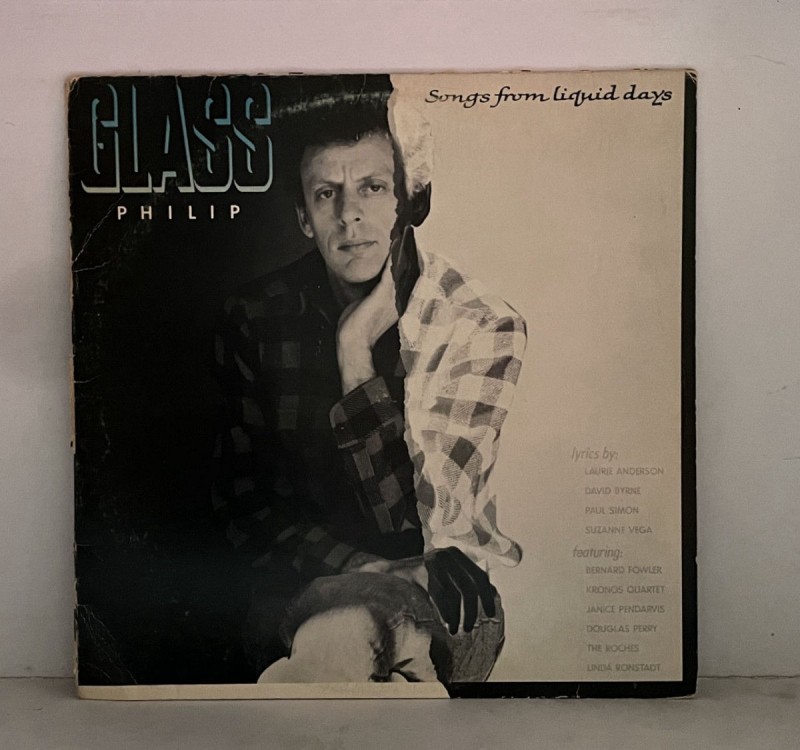 GLASS
PHILIP
Songs from liquid days
lyrics by:
LAURIE ANDERSON
DAVID BYRNE
PAUL SIMON
SUZANNE VEGA
featuring:
BERNARD FOWLER
KRONOS QUARTET
JANICE PENDARVIS
DOUGLAS PERRY
THE ROCHES
LINDA RONSTADT